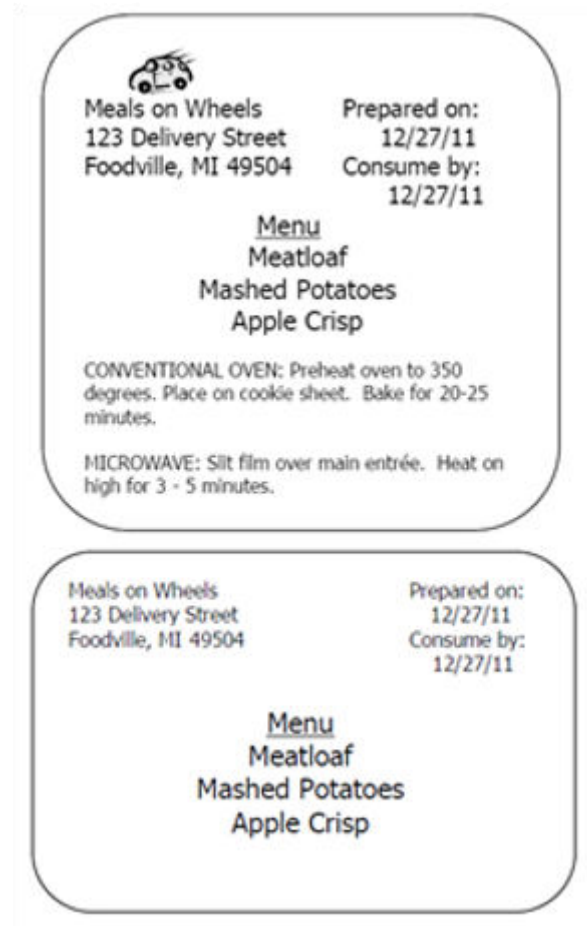 Meals on Wheels
123 Delivery Street
Foodville, MI 49504
Prepared on:
12/27/11
Consume by:
12/27/11
Menu
Meatloaf
Mashed Potatoes
Apple Crisp
CONVENTIONAL OVEN: Preheat oven to 350
degrees. Place on cookie sheet.  Bake for 20-25
minutes.
MICROWAVE: Slit film over main entrée.  Heat on
high for 3 - 5 minutes.
Meals on Wheels
123 Delivery Street
Foodville, MI 49504
Prepared on:
12/27/11
Consume by:
12/27/11
Menu
Meatloaf
Mashed Potatoes
Apple Crisp